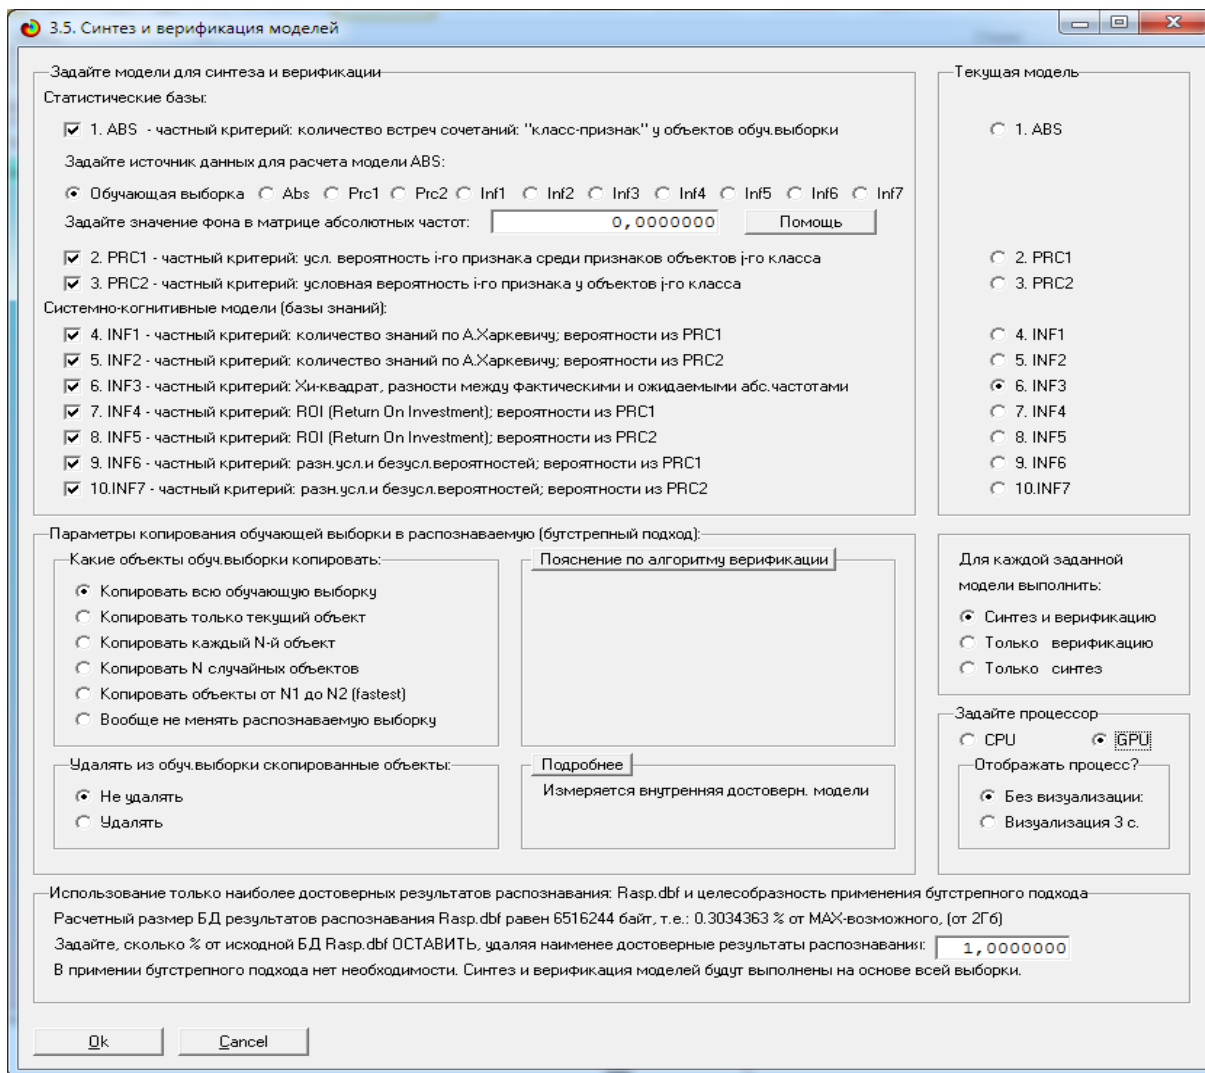 3.5. Синтез и верификация моделей
Задайте модели для синтеза и верификации
Статистические базы:
1. ABS - частный критерий: количество встреч сочетаний: "класс-признак" у объектов обуч.выборки
Задайте источник данных для расчета модели ABS:
Обучающая выборка Abs Prc1 Prc2 Inf1 Inf2 Inf3 Inf4 Inf5 Inf6 Inf7
Задайте значение фона в матрице абсолютных частот: 0,0000000 Помощь
2. PRC1 - частный критерий: усл. вероятность i-го признака среди признаков объектов j-го класса
3. PRC2 - частный критерий: условная вероятность i-го признака у объектов j-го класса
Системно-когнитивные модели (базы знаний):
4. INF1 - частный критерий: количество знаний по А.Харкевичу; вероятности из PRC1
5. INF2 - частный критерий: количество знаний по А.Харкевичу; вероятности из PRC2
6. INF3 - частный критерий: Хи-квадрат, разности между фактическими и ожидаемыми абс.частотами
7. INF4 - частный критерий: ROI (Return On Investment); вероятности из PRC1
8. INF5 - частный критерий: ROI (Return On Investment); вероятности из PRC2
9. INF6 - частный критерий: разн.усл.и безусл.вероятностей; вероятности из PRC1
10.INF7 - частный критерий: разн.усл.и безусл.вероятностей; вероятности из PRC2
Текущая модель
1. ABS
2. PRC1
3. PRC2
4. INF1
5. INF2
6. INF3
7. INF4
8. INF5
9. INF6
10.INF7
Параметры копирования обучающей выборки в распознаваемую (бутстрепный подход):
Какие объекты обуч.выборки копировать:
Копировать всю обучающую выборку
Копировать только текущий объект
Копировать каждый N-й объект
Копировать N случайных объектов
Копировать объекты от N1 до N2 (fastest)
Вообще не менять распознаваемую выборку
Пояснение по алгоритму верификации
Удалять из обуч.выборки скопированные объекты:
Не удалять
Удалять
Подробнее
Измеряется внутренняя достоверн. модели
Для каждой заданной
модели выполнить:
Синтез и верификацию
Только верификацию
Только синтез
Задайте процессор
CPU GPU
Отображать процесс?
Без визуализации:
Визуализация 3 с.
Использование только наиболее достоверных результатов распознавания: Rasp.dbf и целесобразность применения бутстрепного подхода
Расчетный размер БД результатов распознавания Rasp.dbf равен 6516244 байт, т.е.: 0.3034363 % от MAX-возможного, (от 2Гб)
Задайте, сколько % от исходной БД Rasp.dbf ОСТАВИТЬ, удаляя наименее достоверные результаты распознавания: 1,0000000
В примении бутстрепного подхода нет необходимости. Синтез и верификация моделей будут выполнены на основе всей выборки.
Ok Cancel